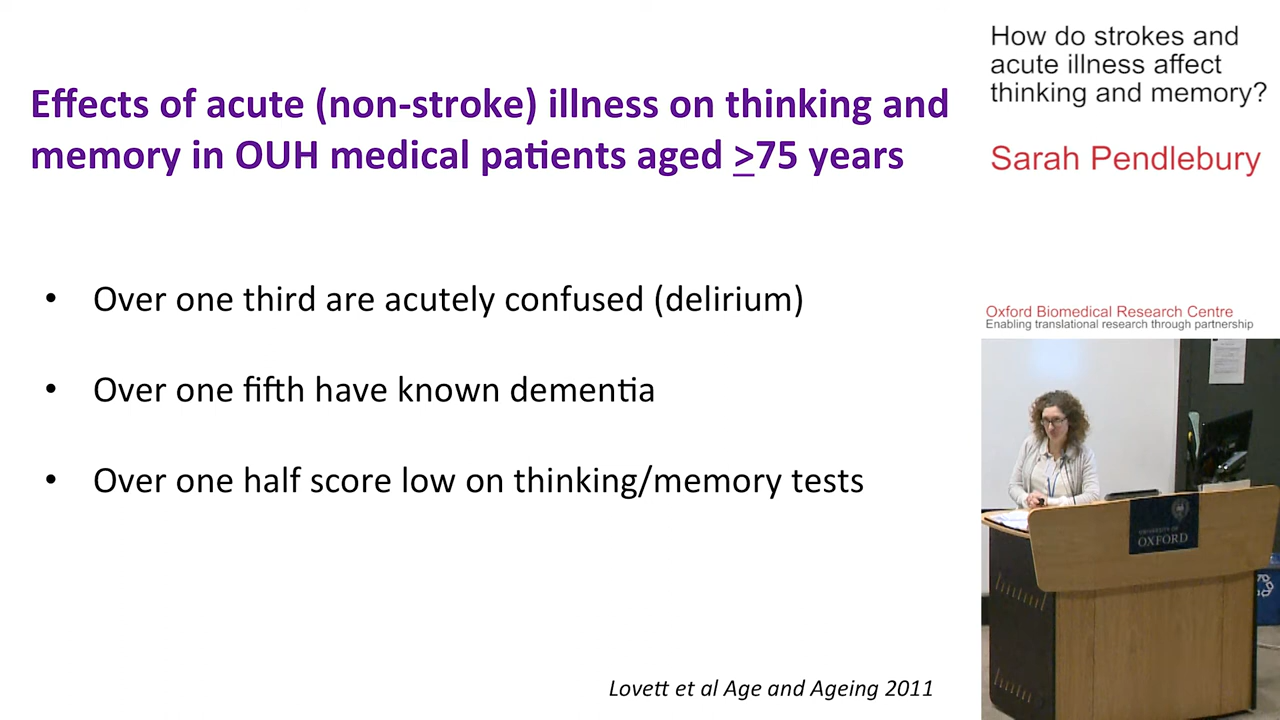 Effects of acute (non-stroke) illness on thinking and
memory in OUH medical patients aged ≥75 years
• Over one third are acutely confused (delirium)
• Over one fifth have known dementia
• Over one half score low on thinking/memory tests
Lovett et al Age and Ageing 2011
How do strokes and
acute illness affect
thinking and memory?
Sarah Pendlebury
Oxford Biomedical Research Centre
Enabling translational research through partnership
UNIVERSITY OF
OXFORD